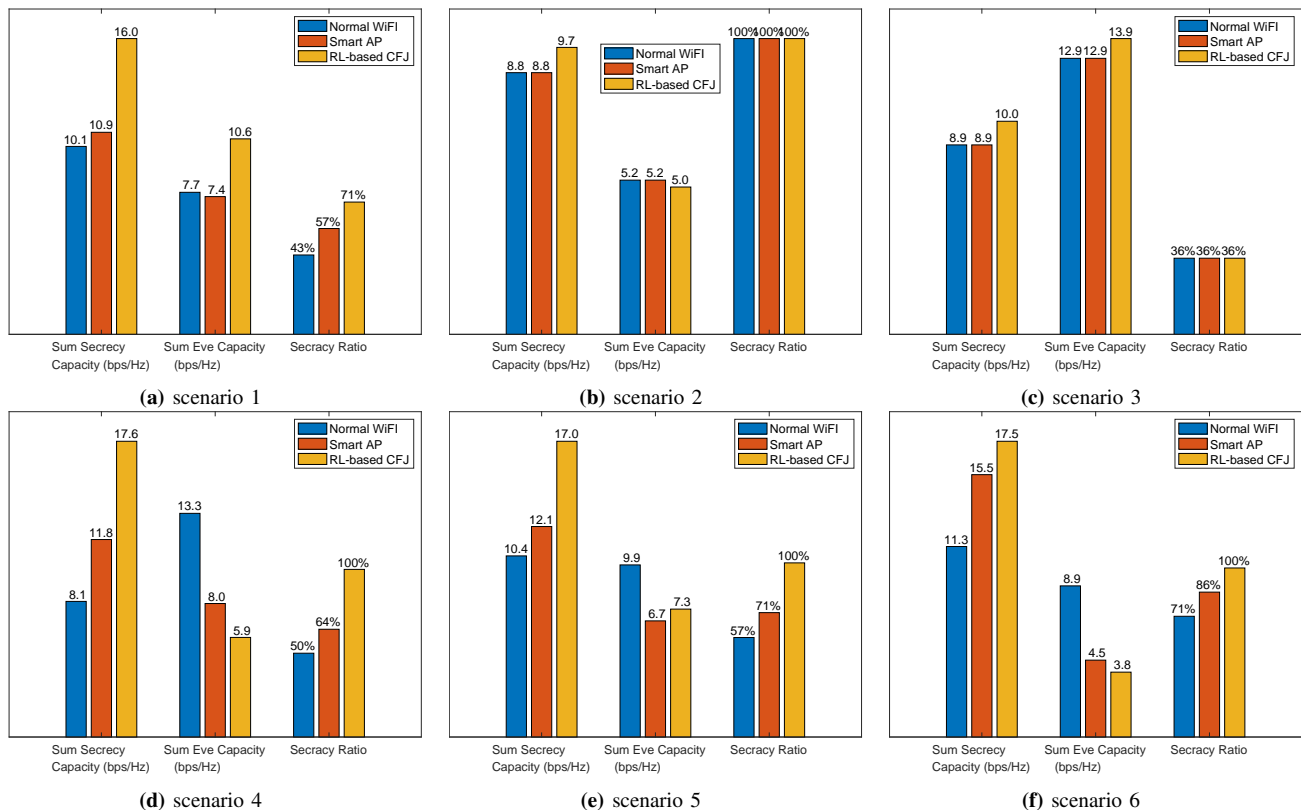 Normal WiFI
Smart AP
RL-based CFJ
10.1
10.9
16.0
7.7
7.4
10.6
43%
57%
71%
Sum Secrecy
Capacity (bps/Hz)
Sum Eve Capacity
(bps/Hz)
Secracy Ratio
(a) scenario 1
Normal WiFI
Smart AP
RL-based CFJ
8.8
8.8
9.7
5.2
5.2
5.0
100%
100%
100%
Sum Secrecy
Capacity (bps/Hz)
Sum Eve Capacity
(bps/Hz)
Secracy Ratio
(b) scenario 2
Normal WiFI
Smart AP
RL-based CFJ
8.9
8.9
10.0
12.9
12.9
13.9
36%
36%
36%
Sum Secrecy
Capacity (bps/Hz)
Sum Eve Capacity
(bps/Hz)
Secracy Ratio
(c) scenario 3
Normal WiFI
Smart AP
RL-based CFJ
8.1
11.8
17.6
13.3
8.0
5.9
50%
64%
100%
Sum Secrecy
Capacity (bps/Hz)
Sum Eve Capacity
(bps/Hz)
Secracy Ratio
(d) scenario 4
Normal WiFI
Smart AP
RL-based CFJ
10.4
12.1
17.0
9.9
6.7
7.3
57%
71%
100%
Sum Secrecy
Capacity (bps/Hz)
Sum Eve Capacity
(bps/Hz)
Secracy Ratio
(e) scenario 5
Normal WiFI
Smart AP
RL-based CFJ
11.3
15.5
17.5
8.9
4.5
3.8
71%
86%
100%
Sum Secrecy
Capacity (bps/Hz)
Sum Eve Capacity
(bps/Hz)
Secracy Ratio
(f) scenario 6